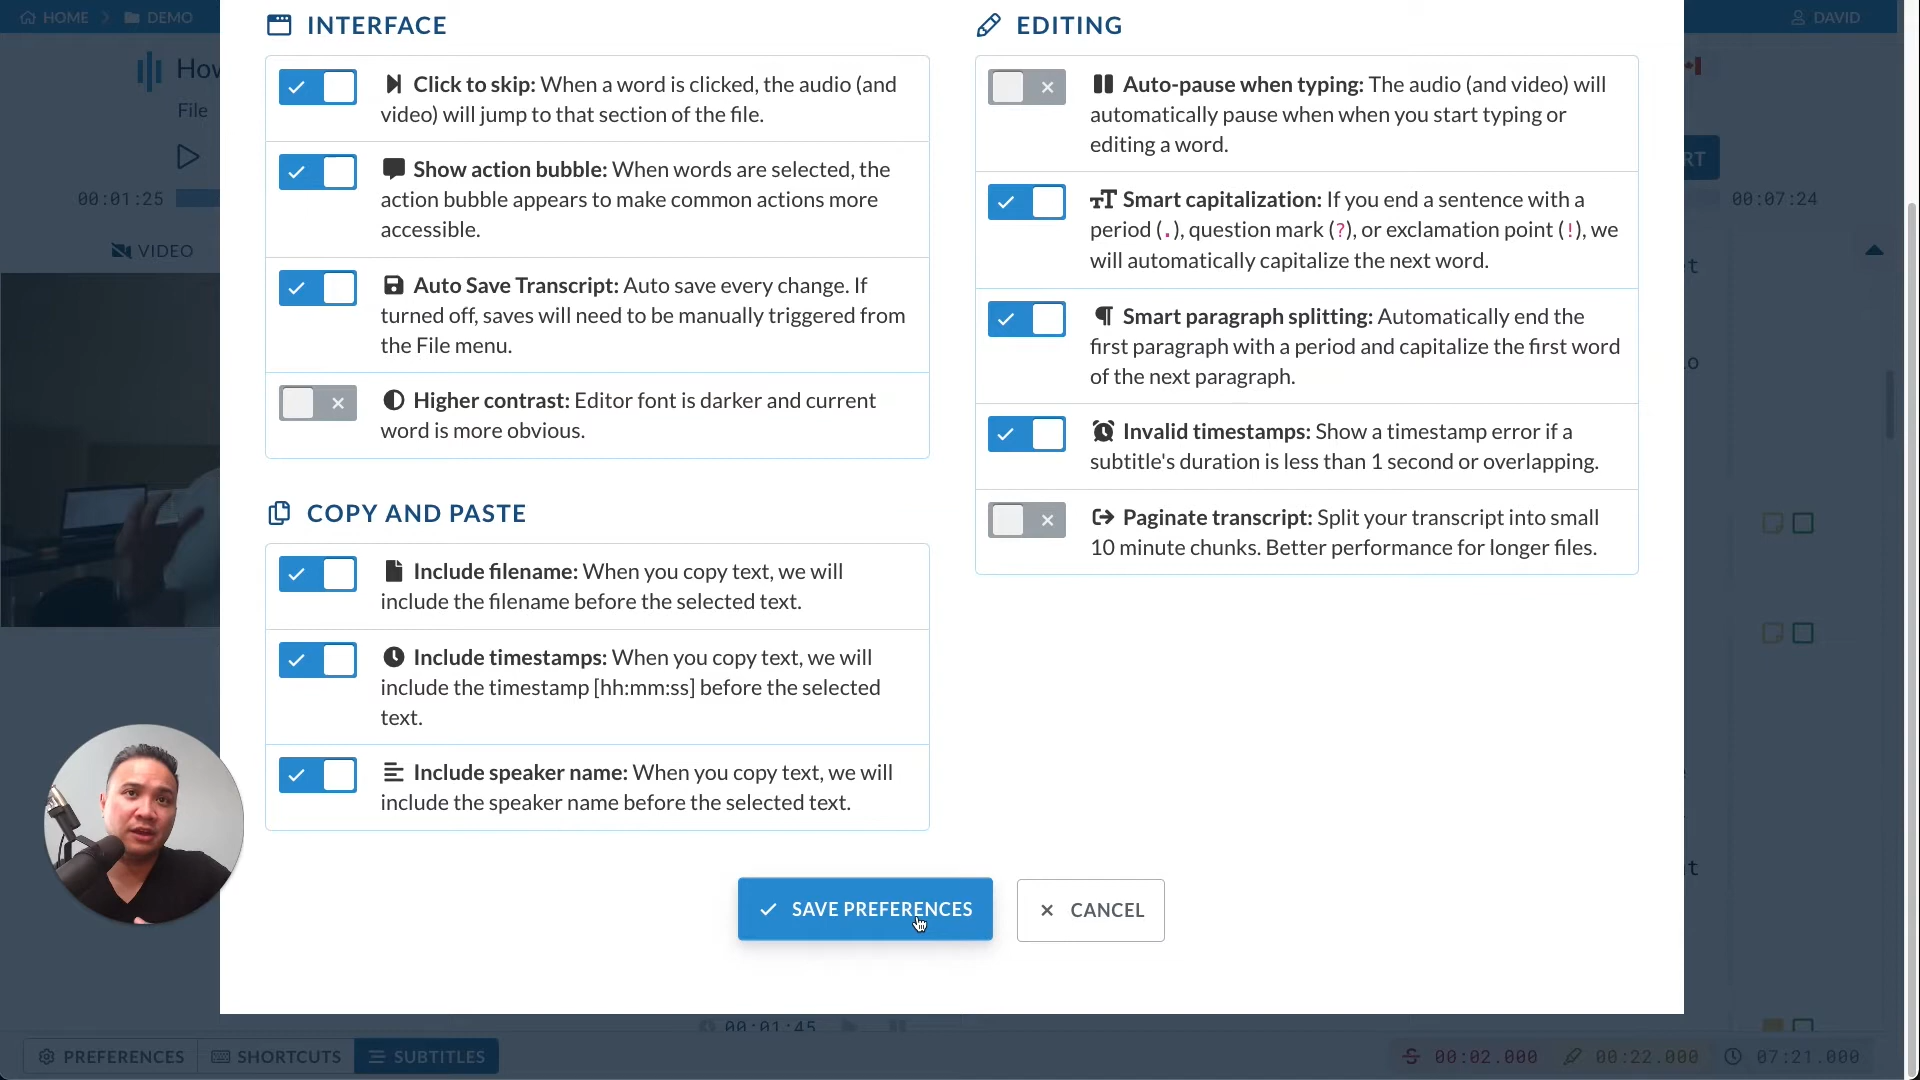 HOME
DEMO
DAVID
How
File
00:01:25
VIDEO
RT
00:07:24
INTERFACE
Click to skip: When a word is clicked, the audio (and
video) will jump to that section of the file.
Show action bubble: When words are selected, the
action bubble appears to make common actions more
accessible.
Auto Save Transcript: Auto save every change. If
turned off, saves will need to be manually triggered from
the File menu.
Higher contrast: Editor font is darker and current
word is more obvious.
COPY AND PASTE
Include filename: When you copy text, we will
include the filename before the selected text.
Include timestamps: When you copy text, we will
include the timestamp [hh:mm:ss] before the selected
text.
Include speaker name: When you copy text, we will
include the speaker name before the selected text.
EDITING
Auto-pause when typing: The audio (and video) will
automatically pause when when you start typing or
editing a word.
Smart capitalization: If you end a sentence with a
period (.), question mark (?), or exclamation point (!), we
will automatically capitalize the next word.
Smart paragraph splitting: Automatically end the
first paragraph with a period and capitalize the first word
of the next paragraph.
Invalid timestamps: Show a timestamp error if a
subtitle's duration is less than 1 second or overlapping.
Paginate transcript: Split your transcript into small
10 minute chunks. Better performance for longer files.
SAVE PREFERENCES
CANCEL
00:01:45
PREFERENCES
SHORTCUTS
SUBTITLES
00:02.000
00:22.000
07:21.000